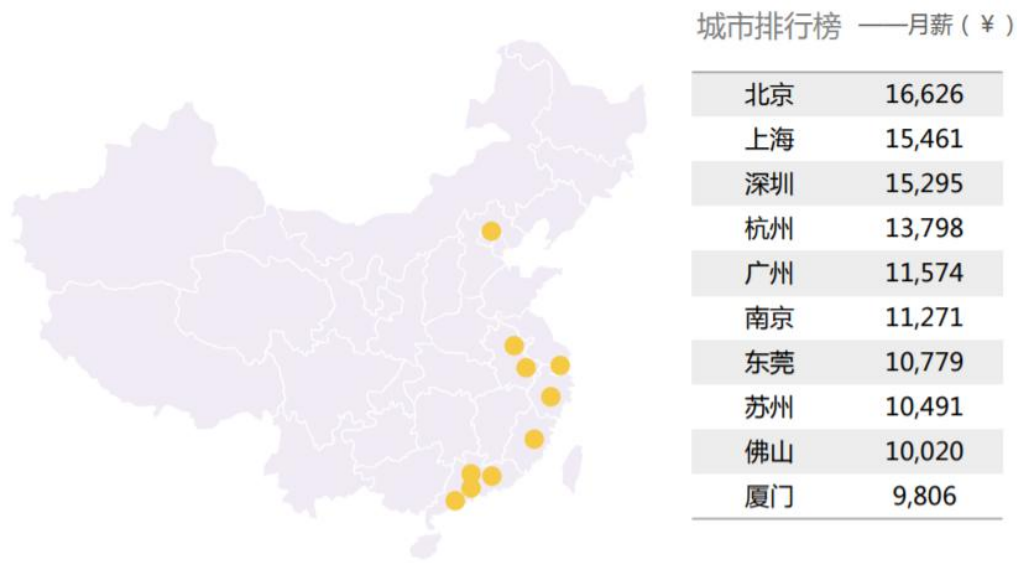 城市排行榜 ——月薪（¥）
北京 16,626
上海 15,461
深圳 15,295
杭州 13,798
广州 11,574
南京 11,271
东莞 10,779
苏州 10,491
佛山 10,020
厦门 9,806